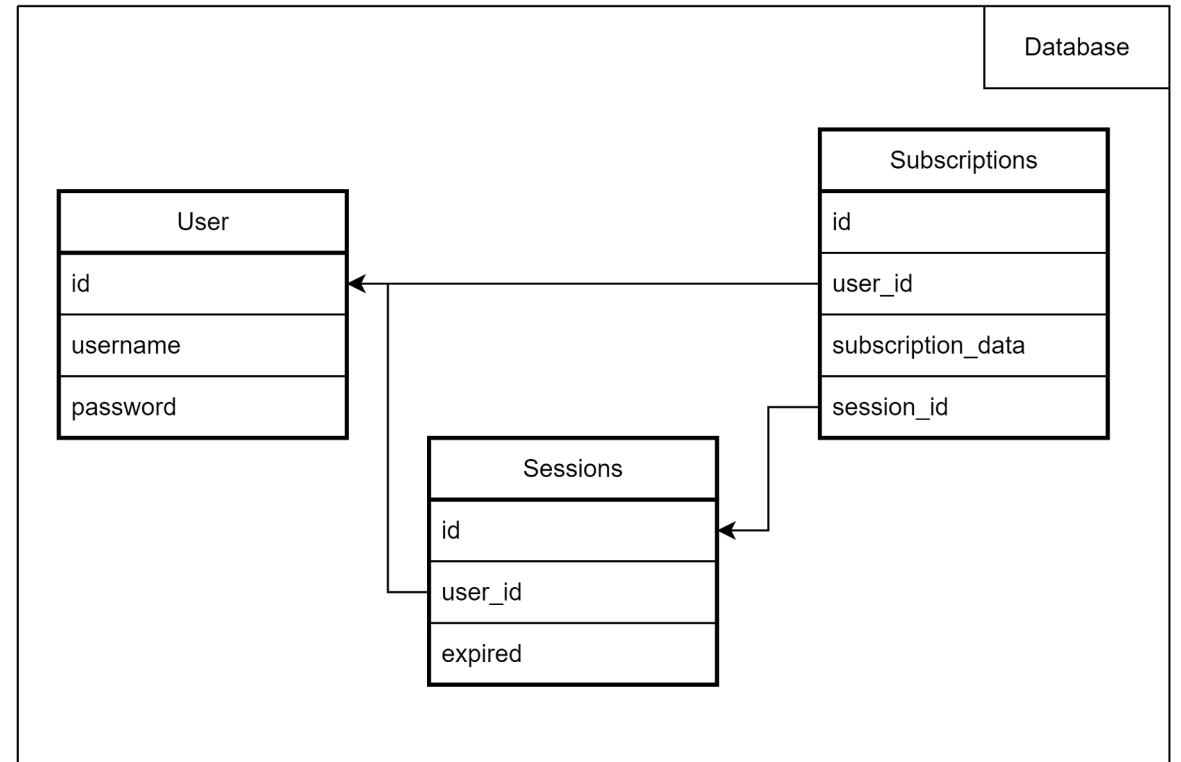 Database
User
id
username
password
Subscriptions
id
user_id
subscription_data
session_id
Sessions
id
user_id
expired